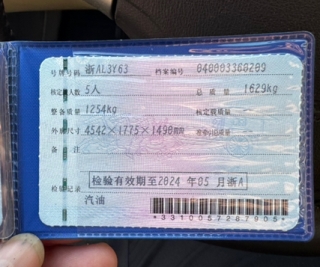 号牌号码 浙AL3Y63 档案编号 040003360209
核定载人数 5人 总质量 1629kg
整备质量 1254kg 核定载质量
外廓尺寸 4542×1775×1490mm 准牵引总质量
备注
检验有效期至2024年05月浙A
检验记录
汽油
*3310057287905*